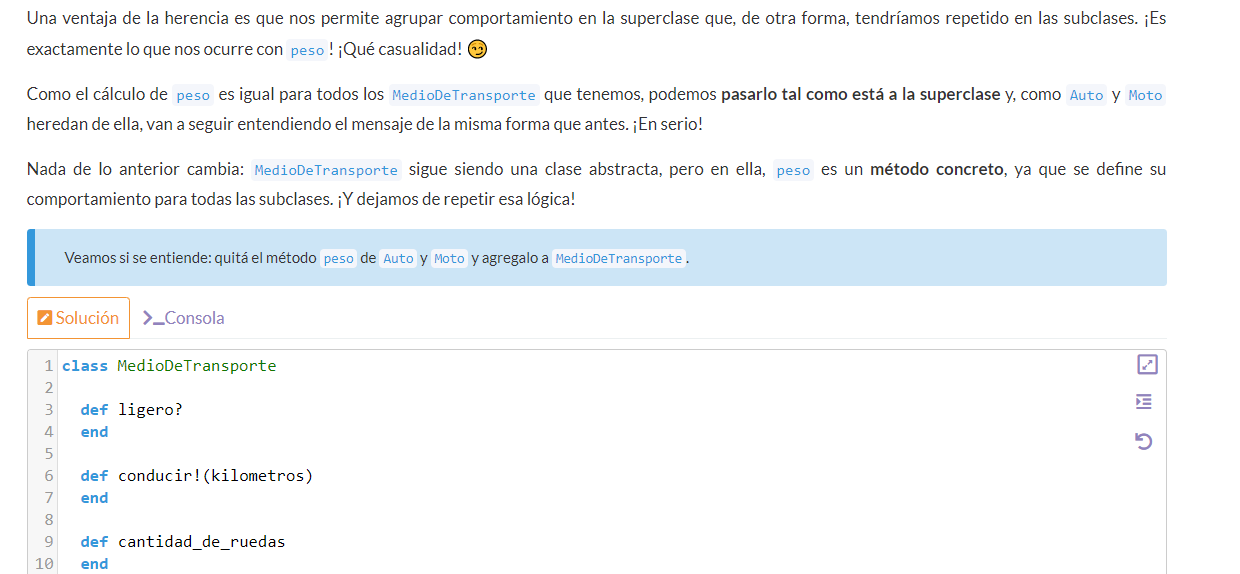 Una ventaja de la herencia es que nos permite agrupar comportamiento en la superclase que, de otra forma, tendríamos repetido en las subclases. ¡Es
exactamente lo que nos ocurre con peso! ¡Qué casualidad! 😏
Como el cálculo de peso es igual para todos los MedioDeTransporte que tenemos, podemos pasarlo tal como está a la superclase y, como Auto y Moto
heredan de ella, van a seguir entendiendo el mensaje de la misma forma que antes. ¡En serio!
Nada de lo anterior cambia: MedioDeTransporte sigue siendo una clase abstracta, pero en ella, peso es un método concreto, ya que se define su
comportamiento para todas las subclases. ¡Y dejamos de repetir esa lógica!
Veamos si se entiende: quitá el método peso de Auto y Moto y agregalo a MedioDeTransporte.
Solución >_Consola
1 class MedioDeTransporte
2
3 def ligero?
4 end
5
6 def conducir!(kilometros)
7 end
8
9 def cantidad_de_ruedas
10 end